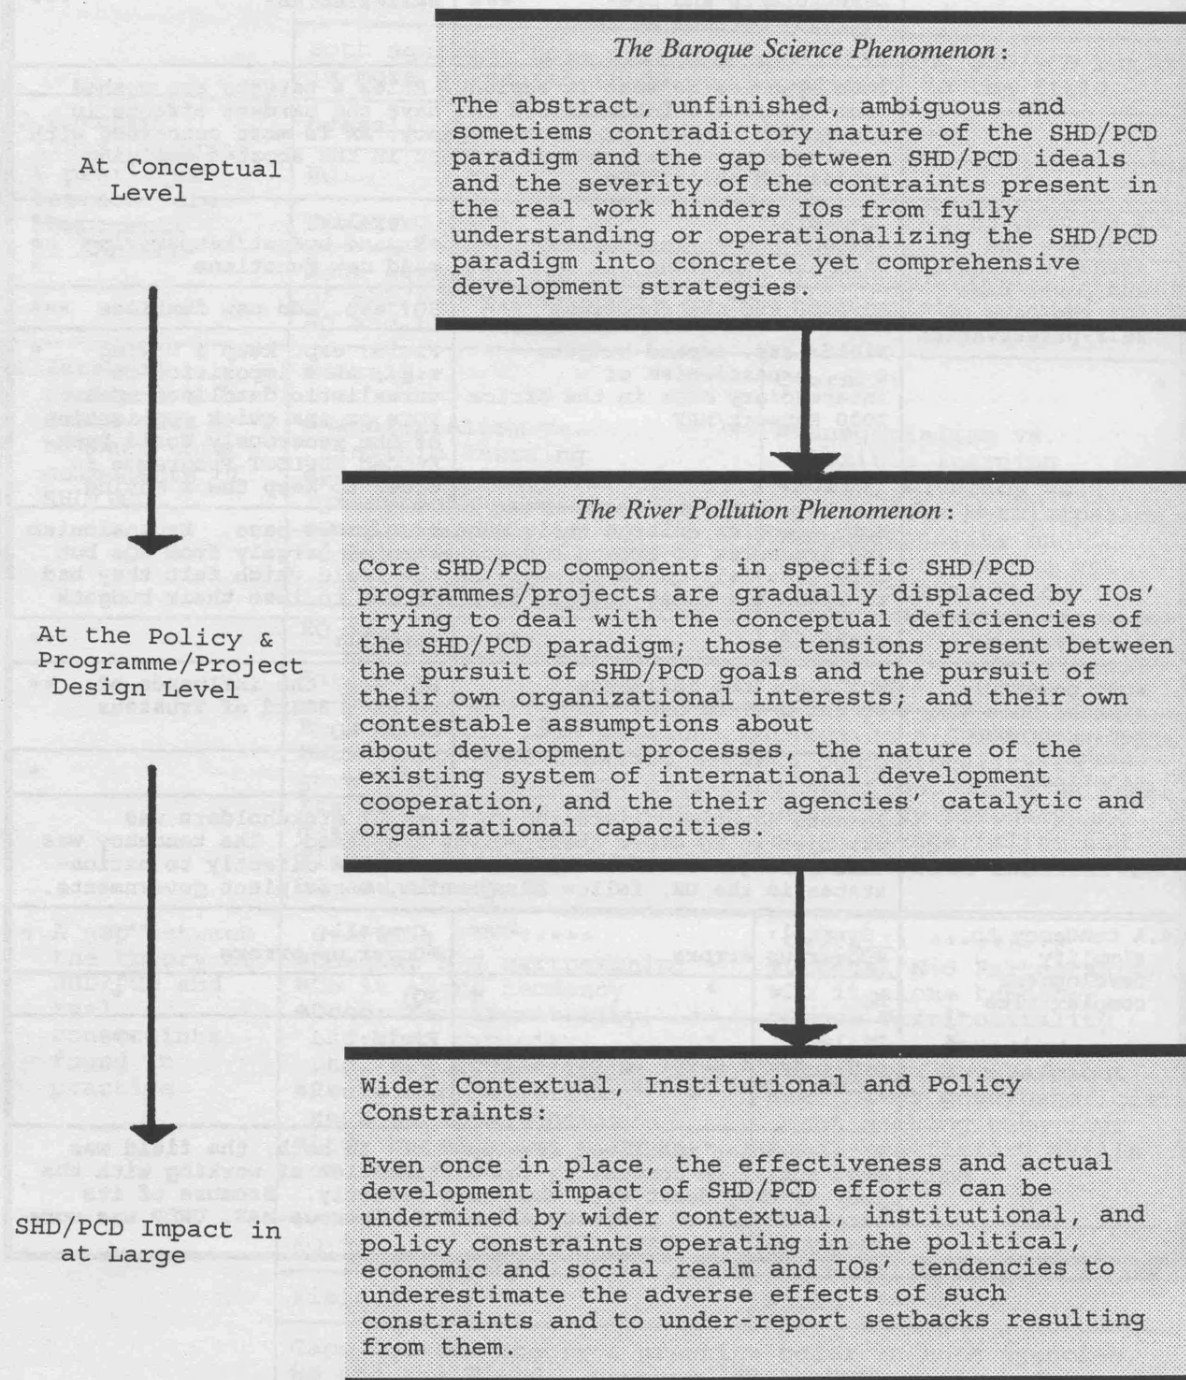 The Baroque Science Phenomenon :
The abstract, unfinished, ambiguous and
sometiems contradictory nature of the SHD/PCD
paradigm and the gap between SHD/PCD ideals
and the severity of the contraints present in
the real work hinders IOs from fully
understanding or operationalizing the SHD/PCD
paradigm into concrete yet comprehensive
development strategies.
At Conceptual
Level
The River Pollution Phenomenon :
Core SHD/PCD components in specific SHD/PCD
programmes/projects are gradually displaced by IOs'
trying to deal with the conceptual deficiencies of
the SHD/PCD paradigm; those tensions present between
the pursuit of SHD/PCD goals and the pursuit of
their own organizational interests; and their own
contestable assumptions about
about development processes, the nature of the
existing system of international development
cooperation, and the their agencies' catalytic and
organizational capacities.
At the Policy &
Programme/Project
Design Level
Wider Contextual, Institutional and Policy
Constraints:
Even once in place, the effectiveness and actual
development impact of SHD/PCD efforts can be
undermined by wider contextual, institutional, and
policy constraints operating in the political,
economic and social realm and IOs' tendencies to
underestimate the adverse effects of such
constraints and to under-report setbacks resulting
from them.
SHD/PCD Impact in
at Large